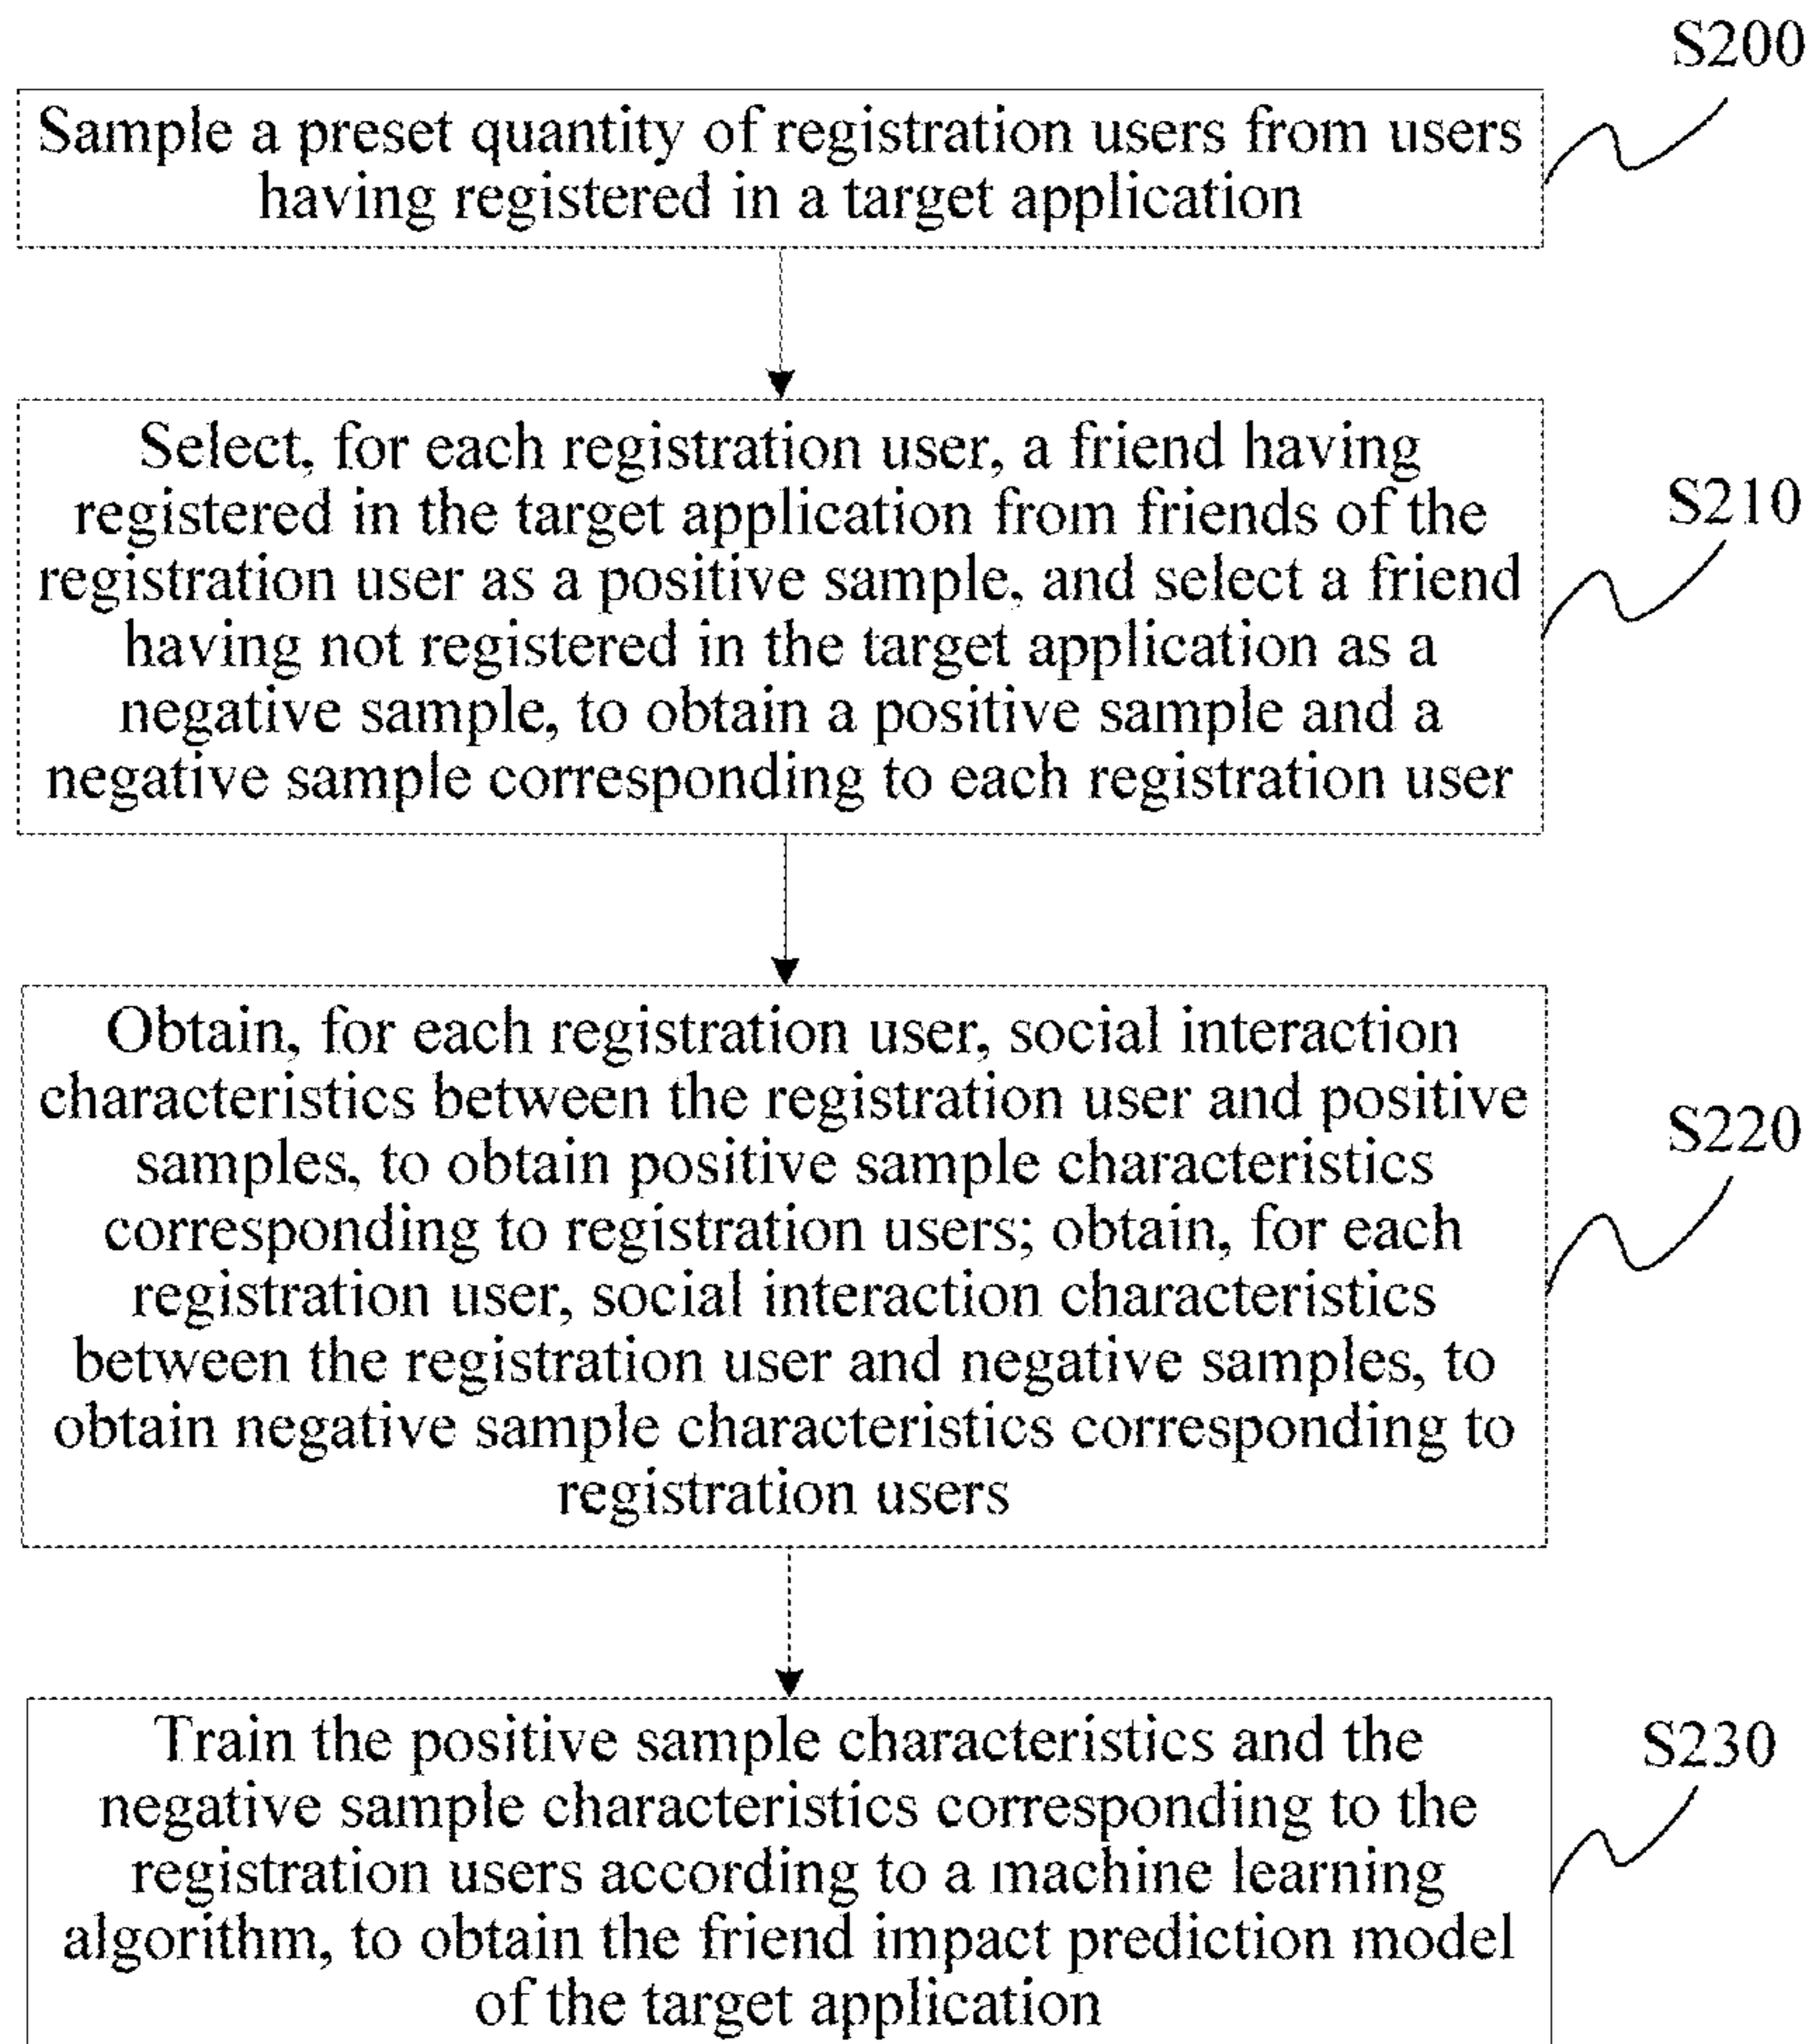 S200
Sample a preset quantity of registration users from users
having registered in a target application
Select, for each registration user, a friend having
registered in the target application from friends of the
registration user as a positive sample, and select a friend
having not registered in the target application as a
negative sample, to obtain a positive sample and a
negative sample corresponding to each registration user
S210
Obtain, for each registration user, social interaction
characteristics between the registration user and positive
samples, to obtain positive sample characteristics
corresponding to registration users; obtain, for each
registration user, social interaction characteristics
between the registration user and negative samples, to
obtain negative sample characteristics corresponding to
registration users
S220
Train the positive sample characteristics and the
negative sample characteristics corresponding to the
registration users according to a machine learning
algorithm, to obtain the friend impact prediction model
of the target application
S230